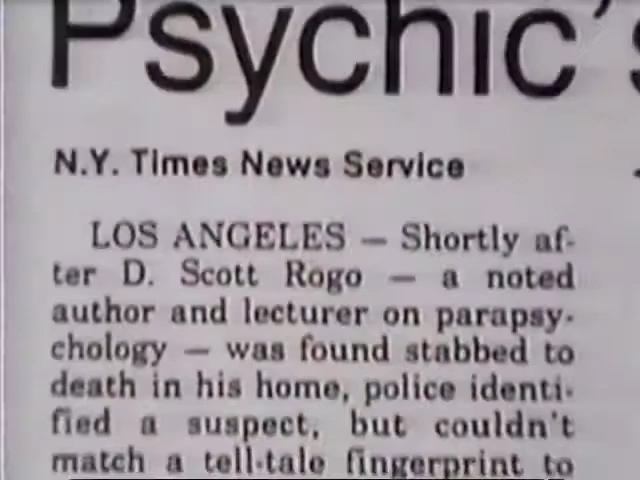 Psychic's
N.Y. Times News Service
LOS ANGELES — Shortly af-
ter D. Scott Rogo — a noted
author and lecturer on parapsy-
chology — was found stabbed to
death in his home, police identi-
fied a suspect, but couldn't
match a tell-tale fingerprint to